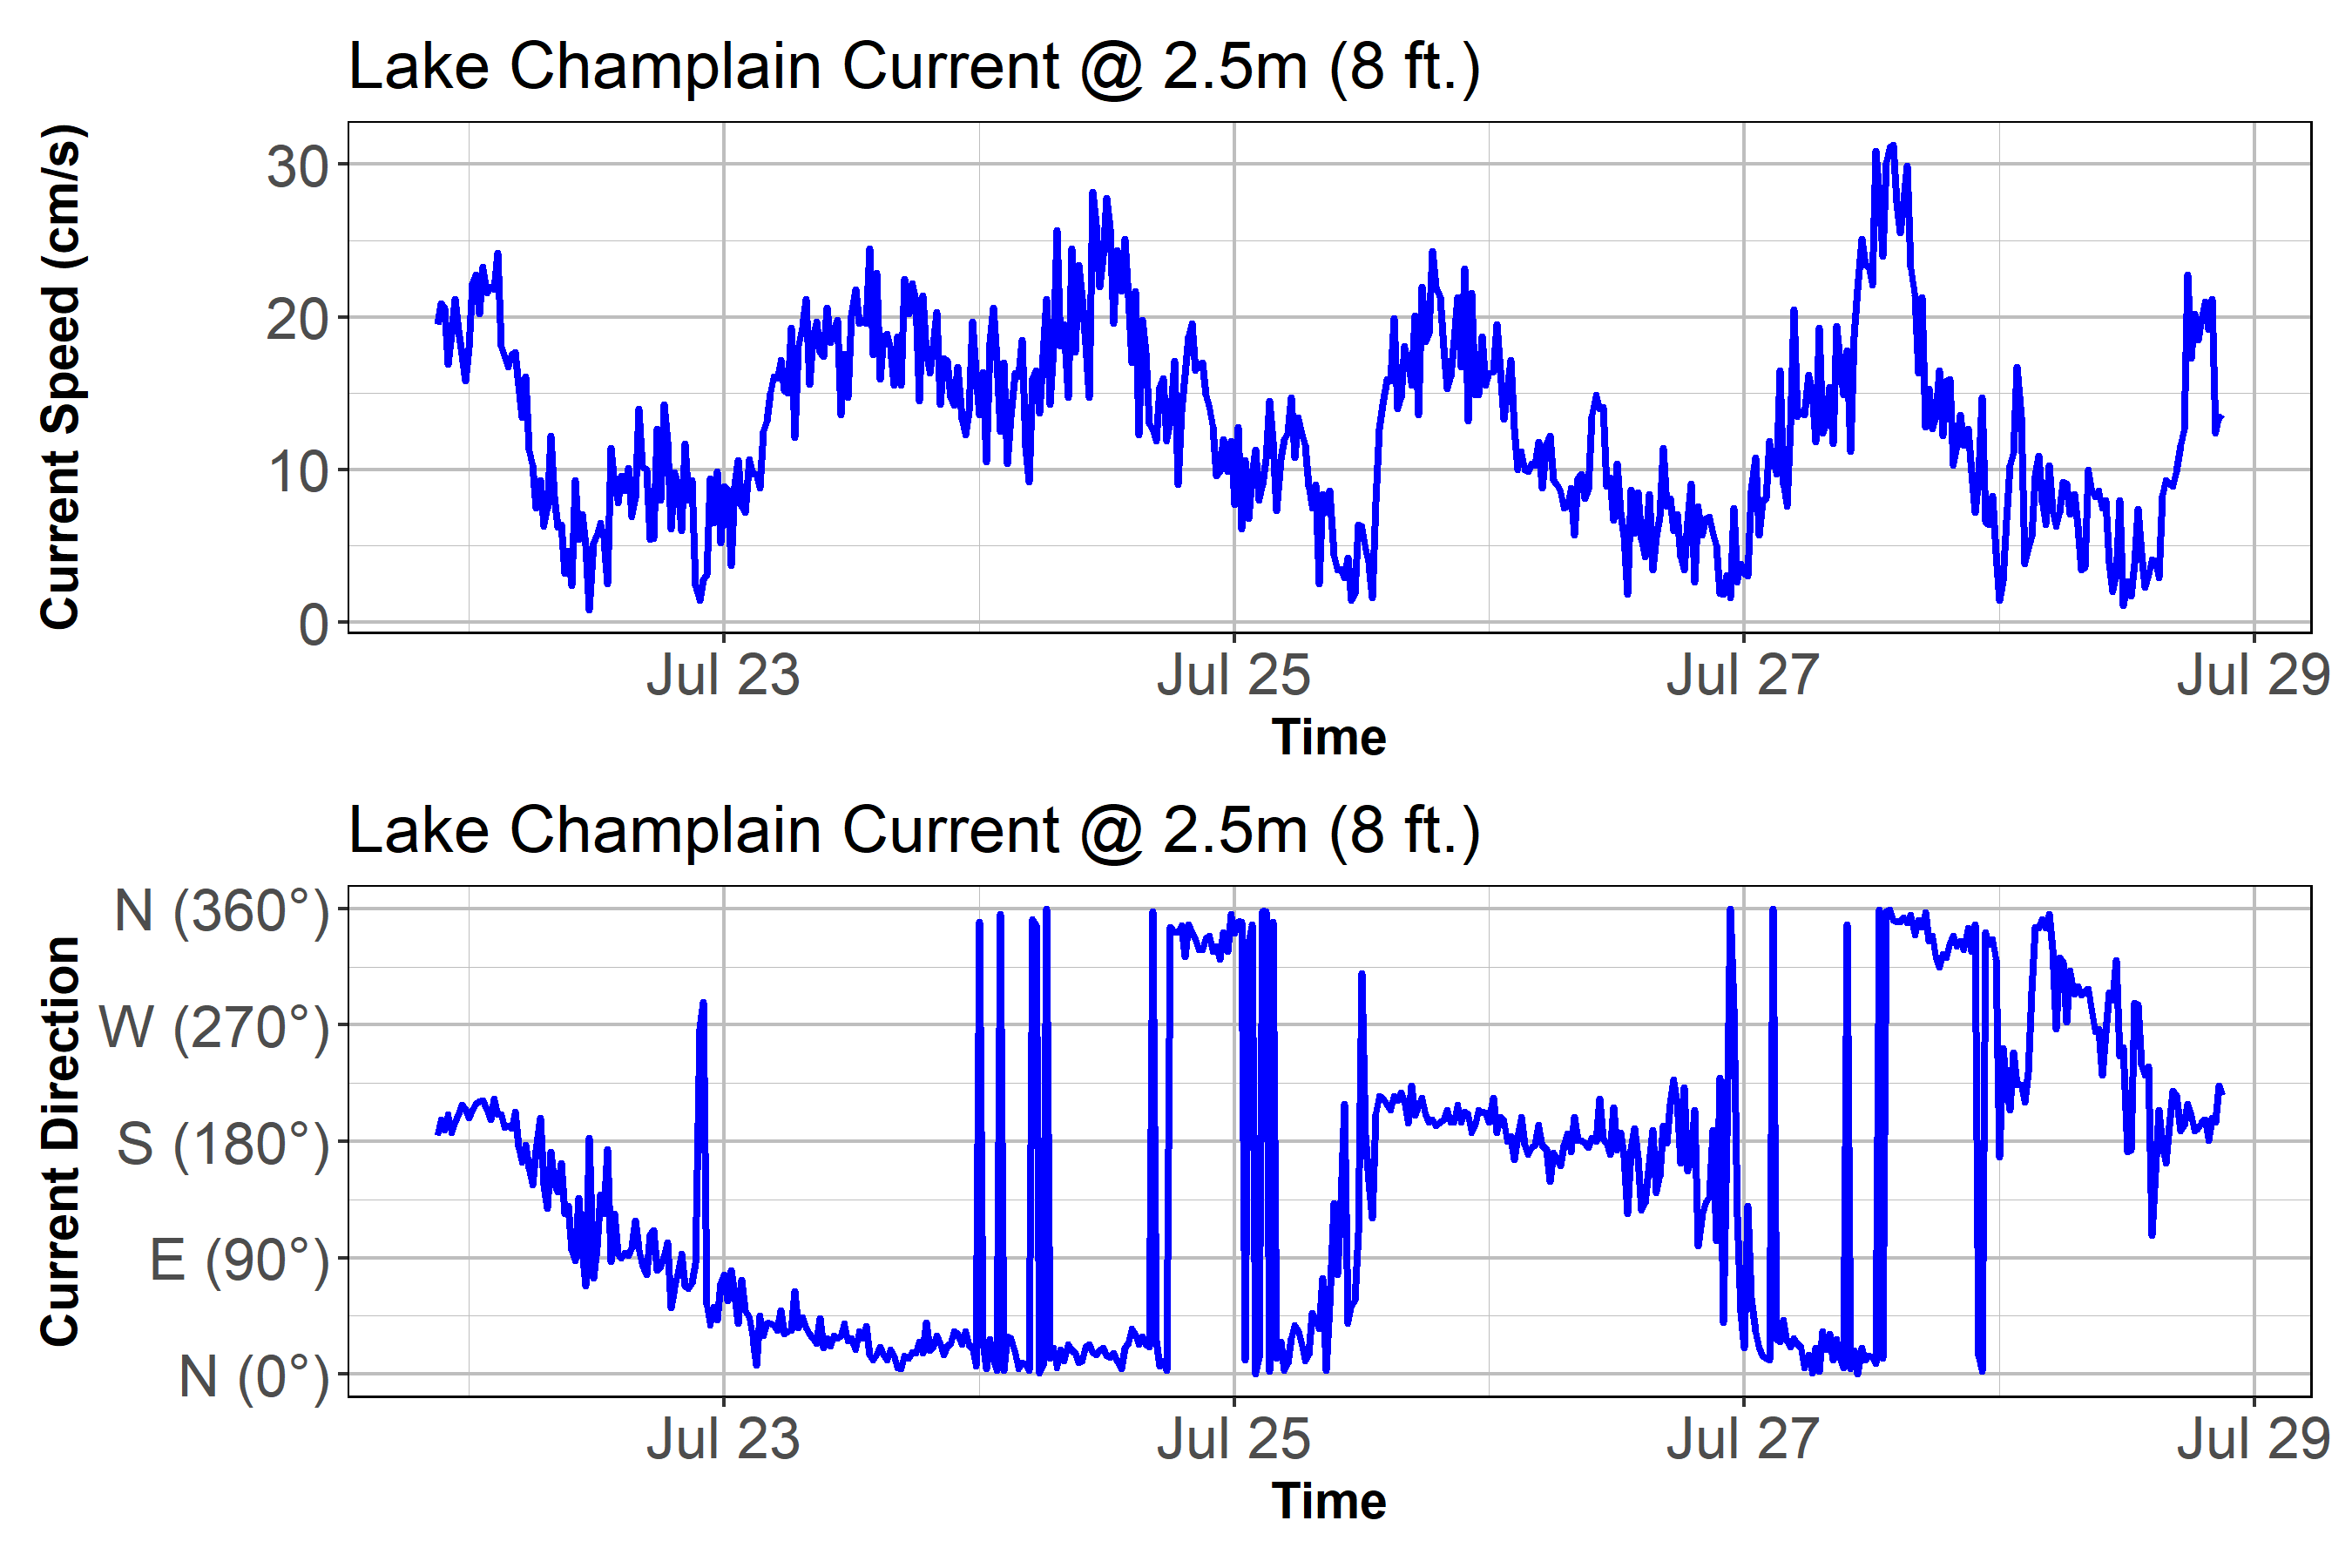 Lake Champlain Current @ 2.5m (8 ft.)
Current Speed (cm/s)
30
20
10
0
Jul 23 Jul 25 Jul 27 Jul 29
Time
Lake Champlain Current @ 2.5m (8 ft.)
Current Direction
N (360°)
W (270°)
S (180°)
E (90°)
N (0°)
Jul 23 Jul 25 Jul 27 Jul 29
Time